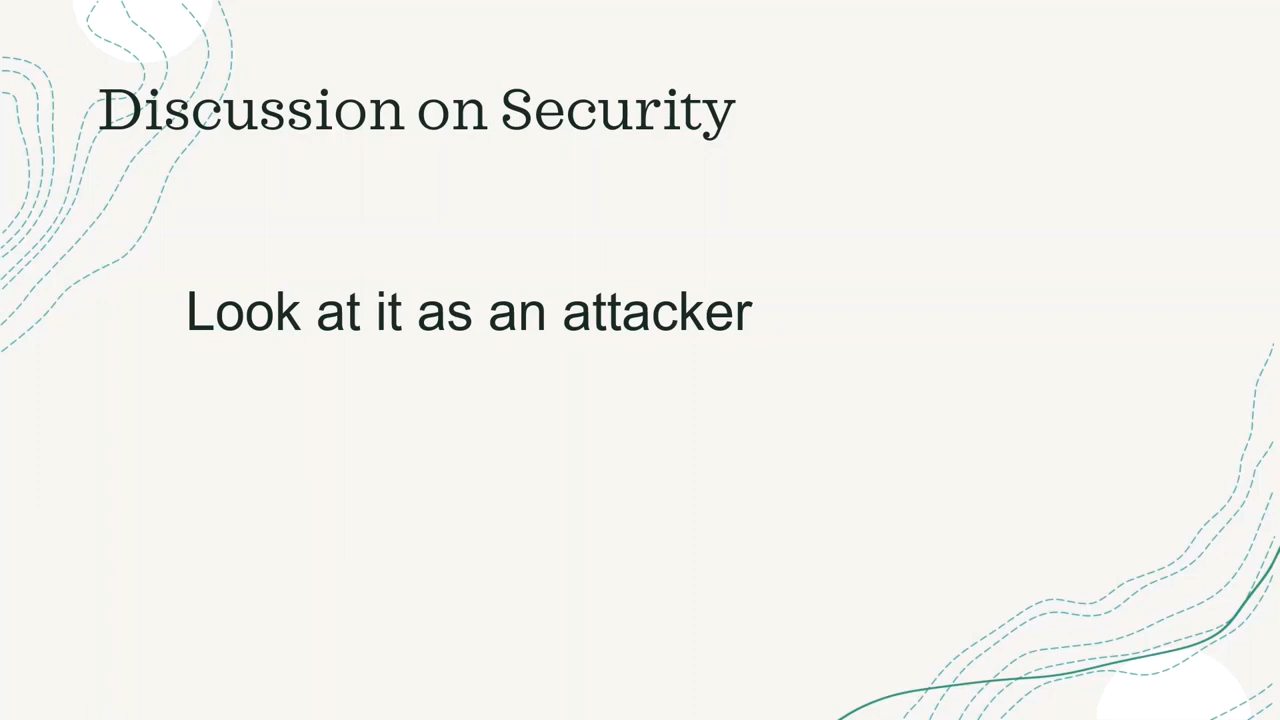 Discussion on Security
Look at it as an attacker